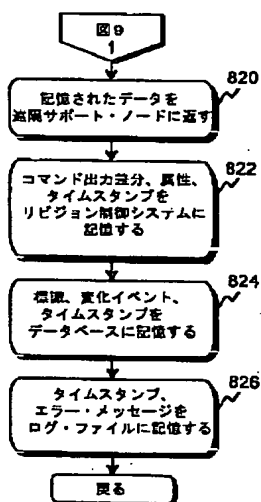 図9
1
820
記憶されたデータを
遠隔サポート・ノードに返す
822
コマンド出力差分、属性、
タイムスタンプを
リビジョン制御システムに
記憶する
824
標識、変化イベント、
タイムスタンプを
データベースに記憶する
826
タイムスタンプ、
エラー・メッセージを
ログ・ファイルに記憶する
戻る